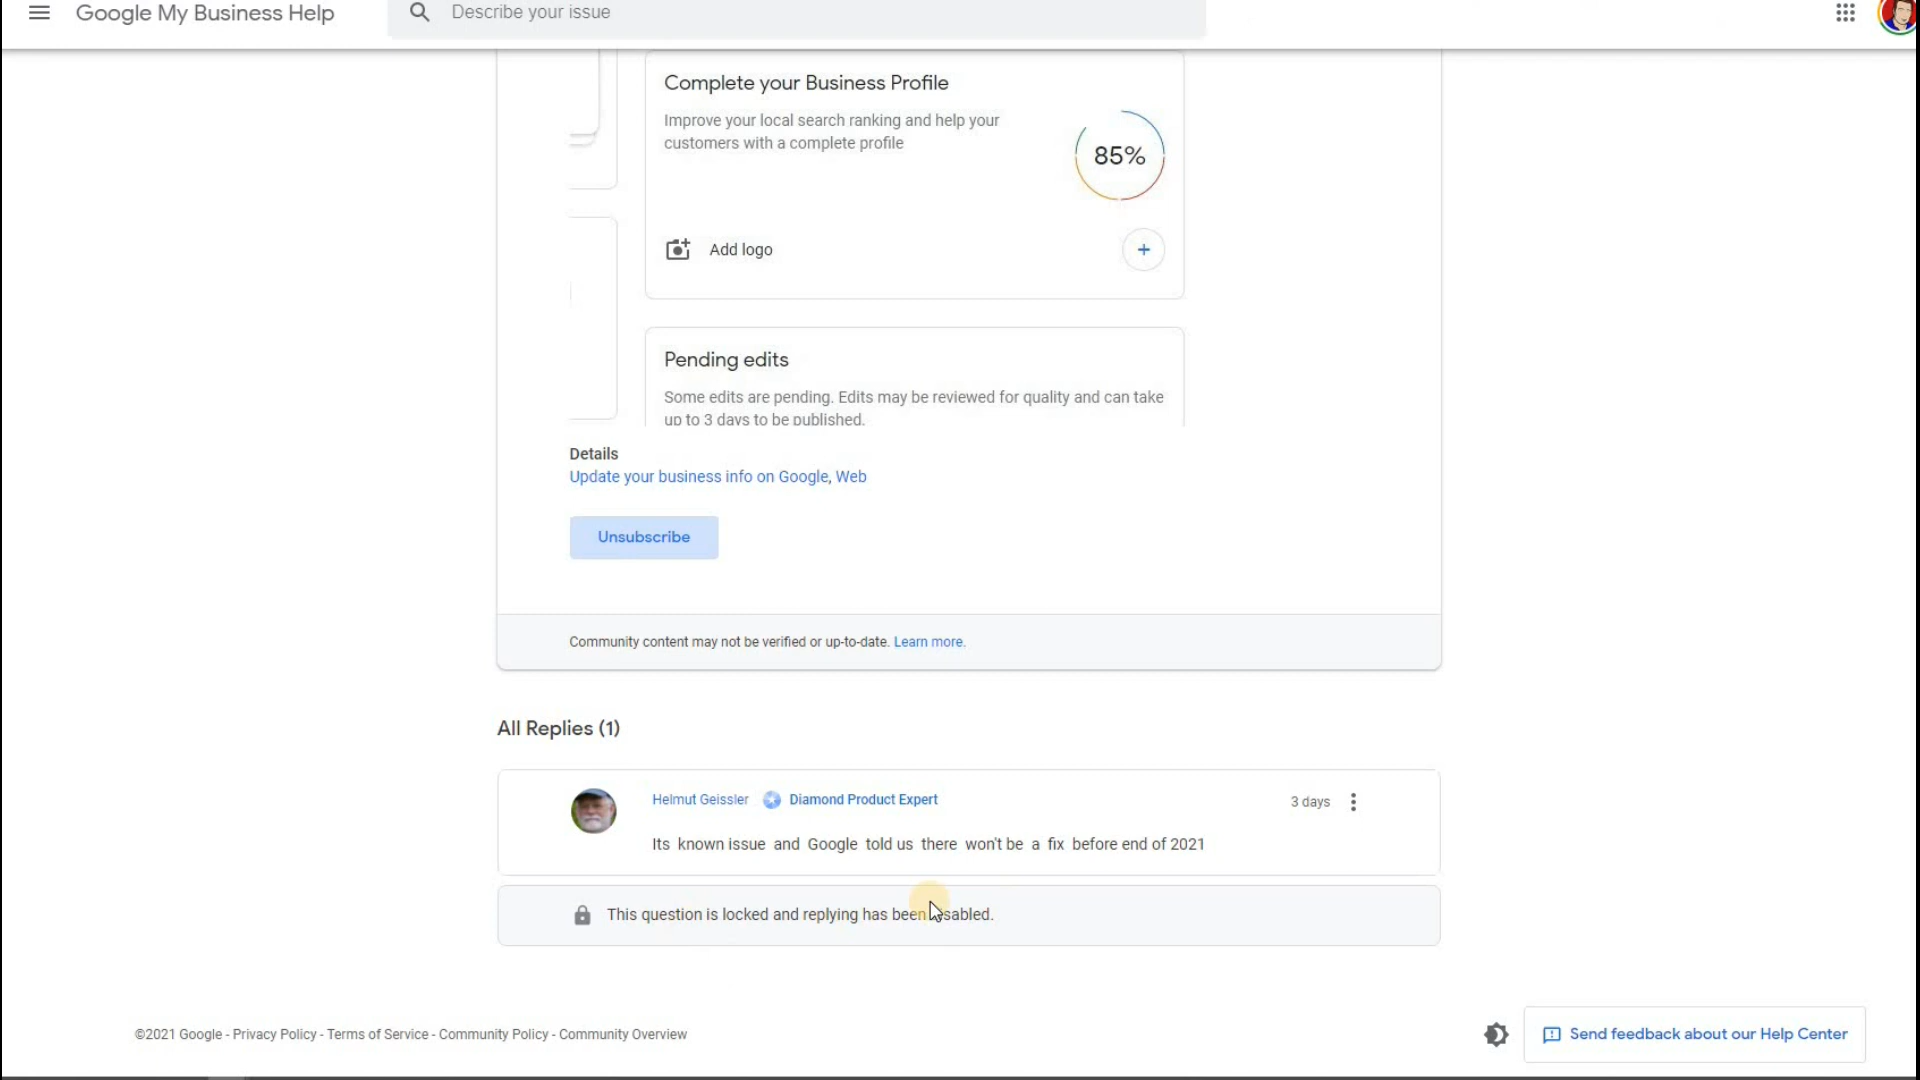 Google My Business Help
Describe your issue
Complete your Business Profile
Improve your local search ranking and help your
customers with a complete profile
85%
Add logo
Pending edits
Some edits are pending. Edits may be reviewed for quality and can take
up to 3 days to be published.
Details
Update your business info on Google, Web
Unsubscribe
Community content may not be verified or up-to-date. Learn more.
All Replies (1)
Helmut Geissler Diamond Product Expert 3 days
Its known issue and Google told us there won't be a fix before end of 2021
This question is locked and replying has been disabled.
©2021 Google - Privacy Policy - Terms of Service - Community Policy - Community Overview
Send feedback about our Help Center